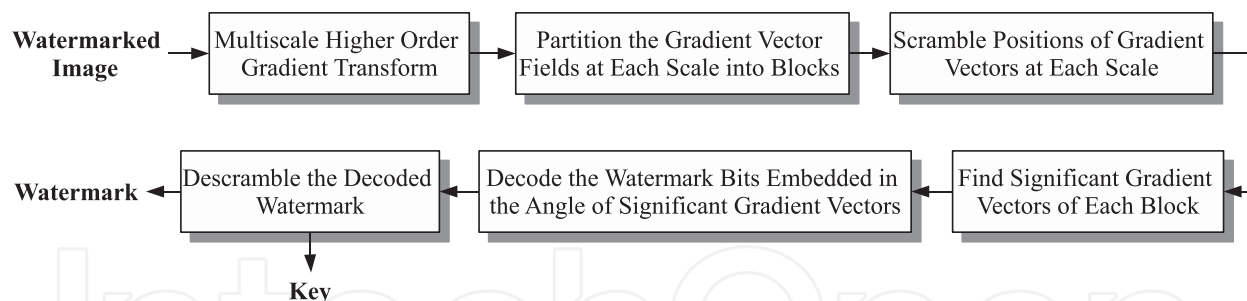 Watermarked
Image
Multiscale Higher Order
Gradient Transform
Partition the Gradient Vector
Fields at Each Scale into Blocks
Scramble Positions of Gradient
Vectors at Each Scale
Watermark
Descramble the Decoded
Watermark
Decode the Watermark Bits Embedded in
the Angle of Significant Gradient Vectors
Find Significant Gradient
Vectors of Each Block
Key
IntechOpen